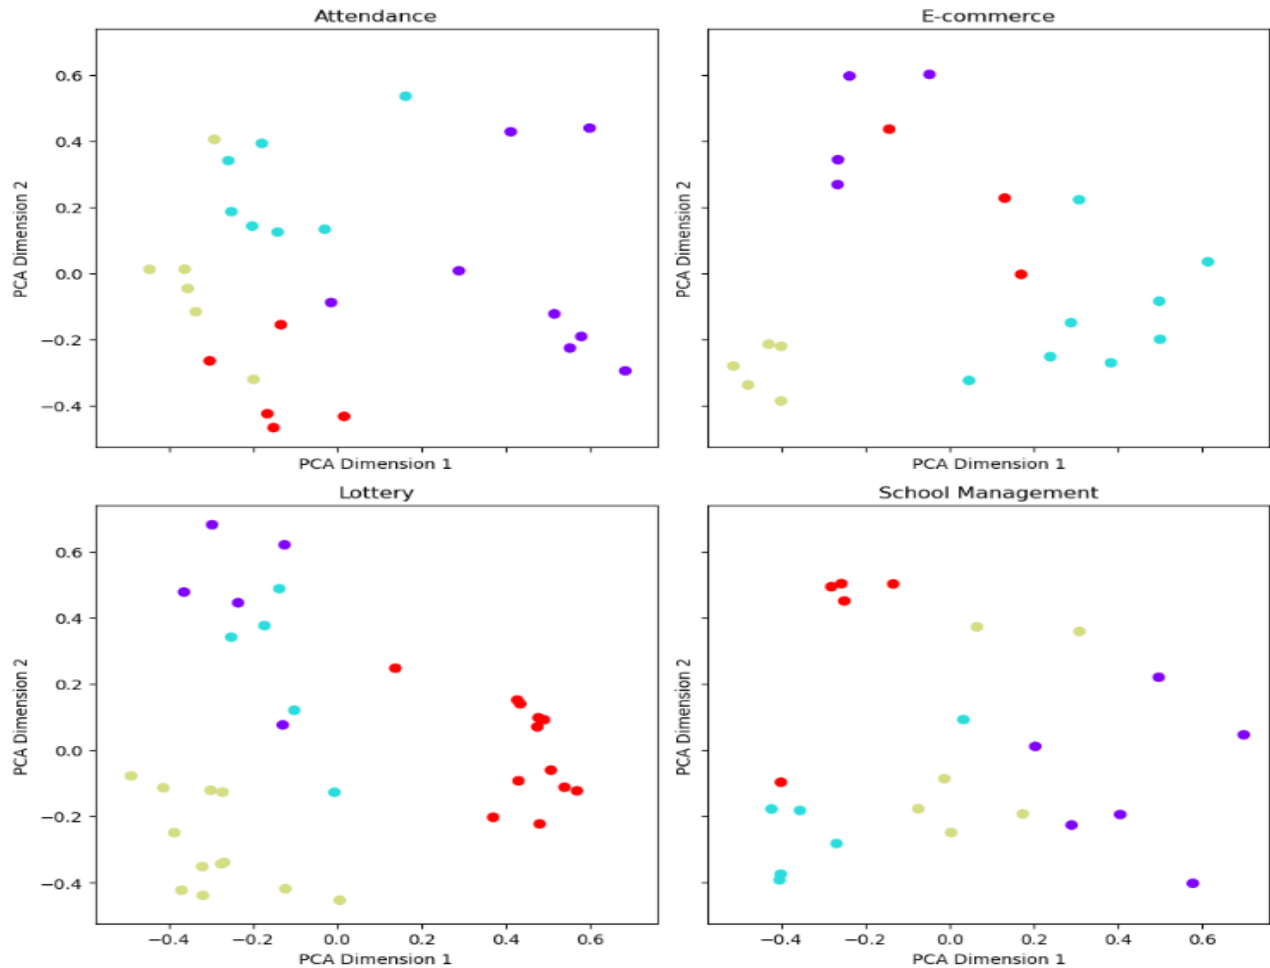 Attendance
E-commerce
0.6
0.4
0.2
0.0
−0.2
−0.4
PCA Dimension 2
PCA Dimension 2
PCA Dimension 1
PCA Dimension 1
Lottery
School Management
0.6
0.4
0.2
0.0
−0.2
−0.4
PCA Dimension 2
PCA Dimension 2
−0.4 −0.2 0.0 0.2 0.4 0.6
−0.4 −0.2 0.0 0.2 0.4 0.6
PCA Dimension 1
PCA Dimension 1